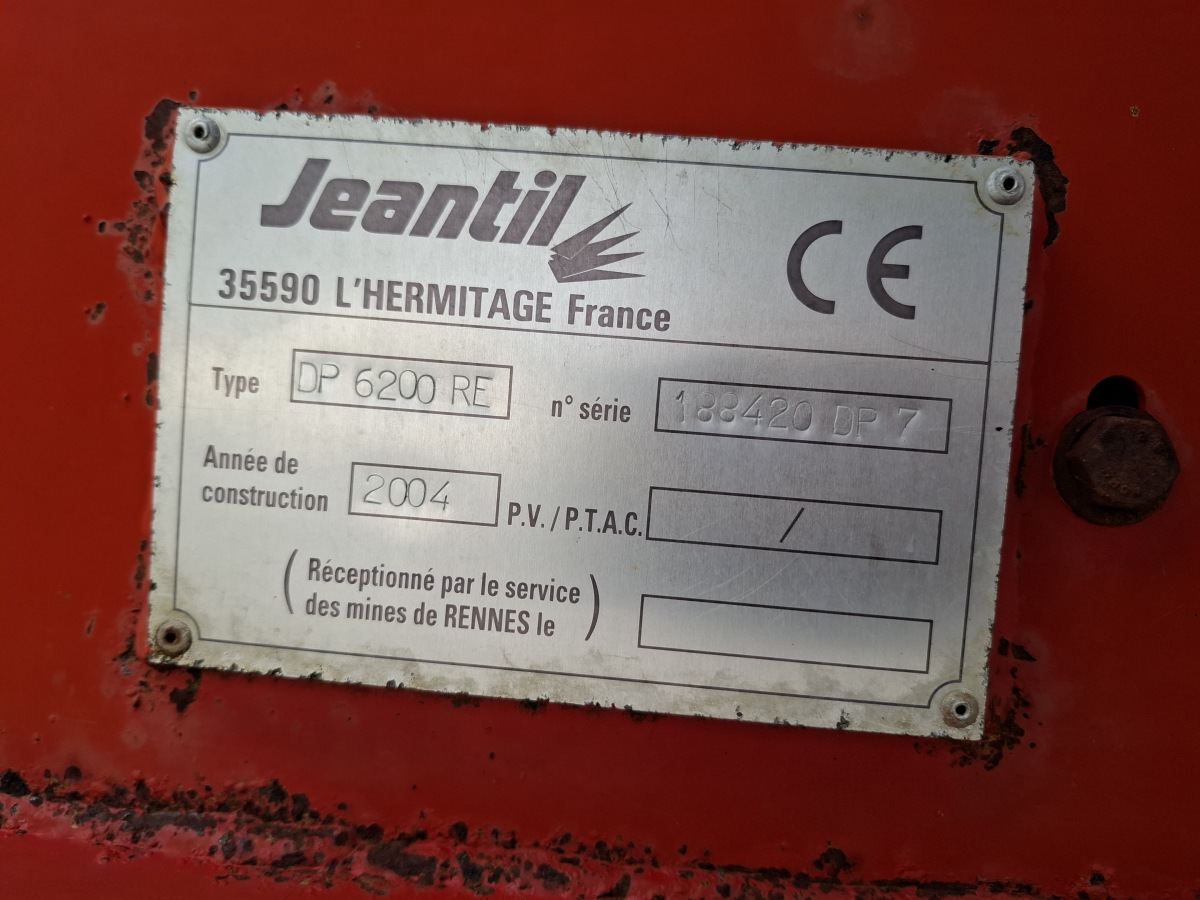 Jeantil
CE
35590 L'HERMITAGE France
Type DP 6200 RE n° série 188420 DP 7
Année de
construction 2004 P.V./P.T.A.C. /
(Réceptionné par le service
des mines de RENNES le)